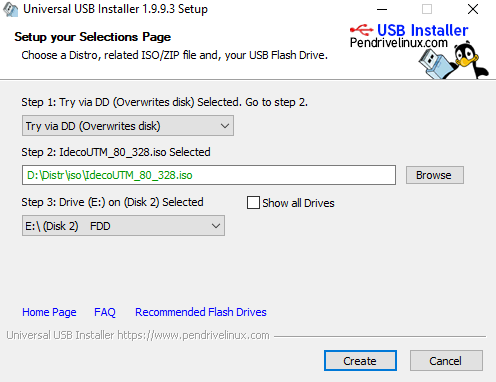 Universal USB Installer 1.9.9.3 Setup
Setup your Selections Page
Choose a Distro, related ISO/ZIP file and, your USB Flash Drive.
USB Installer
Pendrivelinux.com
Step 1: Try via DD (Overwrites disk) Selected. Go to step 2.
Try via DD (Overwrites disk)
Step 2: IdecoUTM_80_328.iso Selected
D:\Distr\iso\IdecoUTM_80_328.iso
Browse
Step 3: Drive (E:) on (Disk 2) Selected
Show all Drives
E:\ (Disk 2) FDD
Home Page FAQ Recommended Flash Drives
Universal USB Installer https://www.pendrivelinux.com
Create Cancel